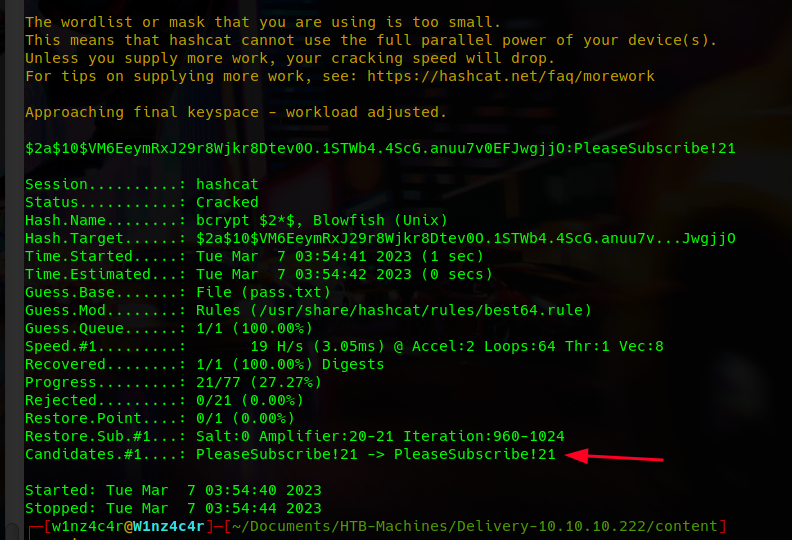 The wordlist or mask that you are using is too small.
This means that hashcat cannot use the full parallel power of your device(s).
Unless you supply more work, your cracking speed will drop.
For tips on supplying more work, see: https://hashcat.net/faq/morework
Approaching final keyspace - workload adjusted.
$2a$10$VM6EeymRxJ29r8Wjkr8Dtev0O.1STWb4.4ScG.anuu7v0EFJwgjjO:PleaseSubscribe!21
Session..........: hashcat
Status...........: Cracked
Hash.Name........: bcrypt $2*$, Blowfish (Unix)
Hash.Target......: $2a$10$VM6EeymRxJ29r8Wjkr8Dtev0O.1STWb4.4ScG.anuu7v...JwgjjO
Time.Started.....: Tue Mar  7 03:54:41 2023 (1 sec)
Time.Estimated...: Tue Mar  7 03:54:42 2023 (0 secs)
Guess.Base.......: File (pass.txt)
Guess.Mod........: Rules (/usr/share/hashcat/rules/best64.rule)
Guess.Queue......: 1/1 (100.00%)
Speed.#1.........:       19 H/s (3.05ms) @ Accel:2 Loops:64 Thr:1 Vec:8
Recovered........: 1/1 (100.00%) Digests
Progress.........: 21/77 (27.27%)
Rejected.........: 0/21 (0.00%)
Restore.Point....: 0/1 (0.00%)
Restore.Sub.#1...: Salt:0 Amplifier:20-21 Iteration:960-1024
Candidates.#1....: PleaseSubscribe!21 -> PleaseSubscribe!21
Started: Tue Mar  7 03:54:40 2023
Stopped: Tue Mar  7 03:54:44 2023
┌─[w1nz4c4r@W1nz4c4r]─[~/Documents/HTB-Machines/Delivery-10.10.10.222/content]